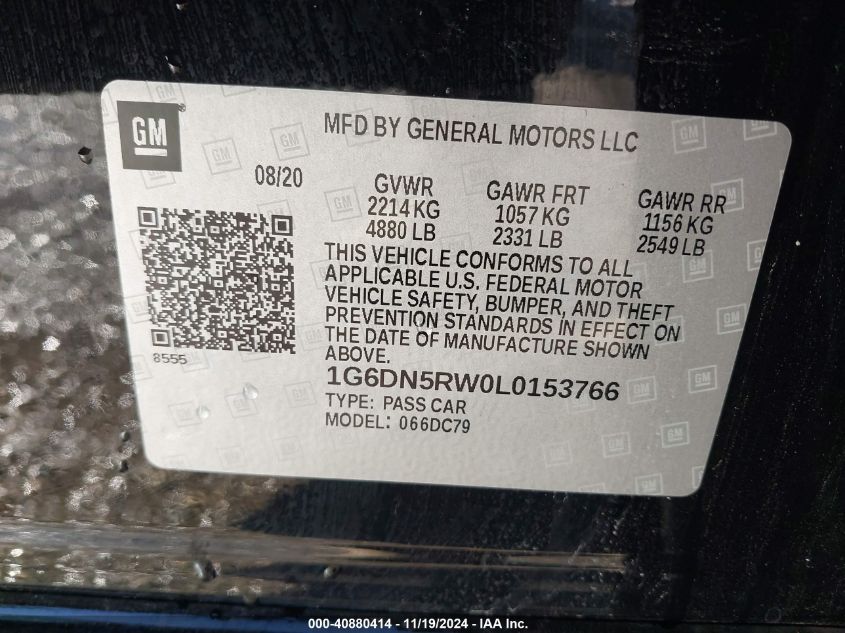 GM
MFD BY GENERAL MOTORS LLC
08/20
GVWR
2214 KG
4880 LB
GAWR FRT
1057 KG
2331 LB
GAWR RR
1156 KG
2549 LB
THIS VEHICLE CONFORMS TO ALL
APPLICABLE U.S. FEDERAL MOTOR
VEHICLE SAFETY, BUMPER, AND THEFT
PREVENTION STANDARDS IN EFFECT ON
THE DATE OF MANUFACTURE SHOWN
ABOVE.
8555
1G6DN5RW0L0153766
TYPE: PASS CAR
MODEL: 066DC79
000-40880414 - 11/19/2024 - IAA Inc.